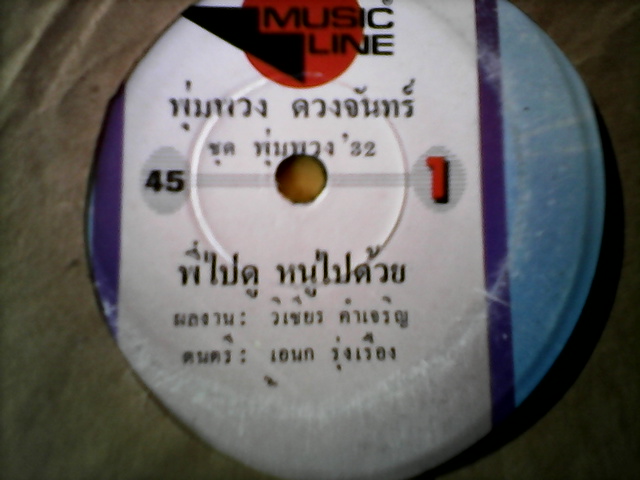 MUSIC
LINE
พุ่มพวง ดวงจันทร์
ชุด พุ่มพวง '32
45
1
พี่ไปดู หนูไปด้วย
ผลงาน: วิเชียร คำเจริญ
ดนตรี: เอนก รุ่งเรือง